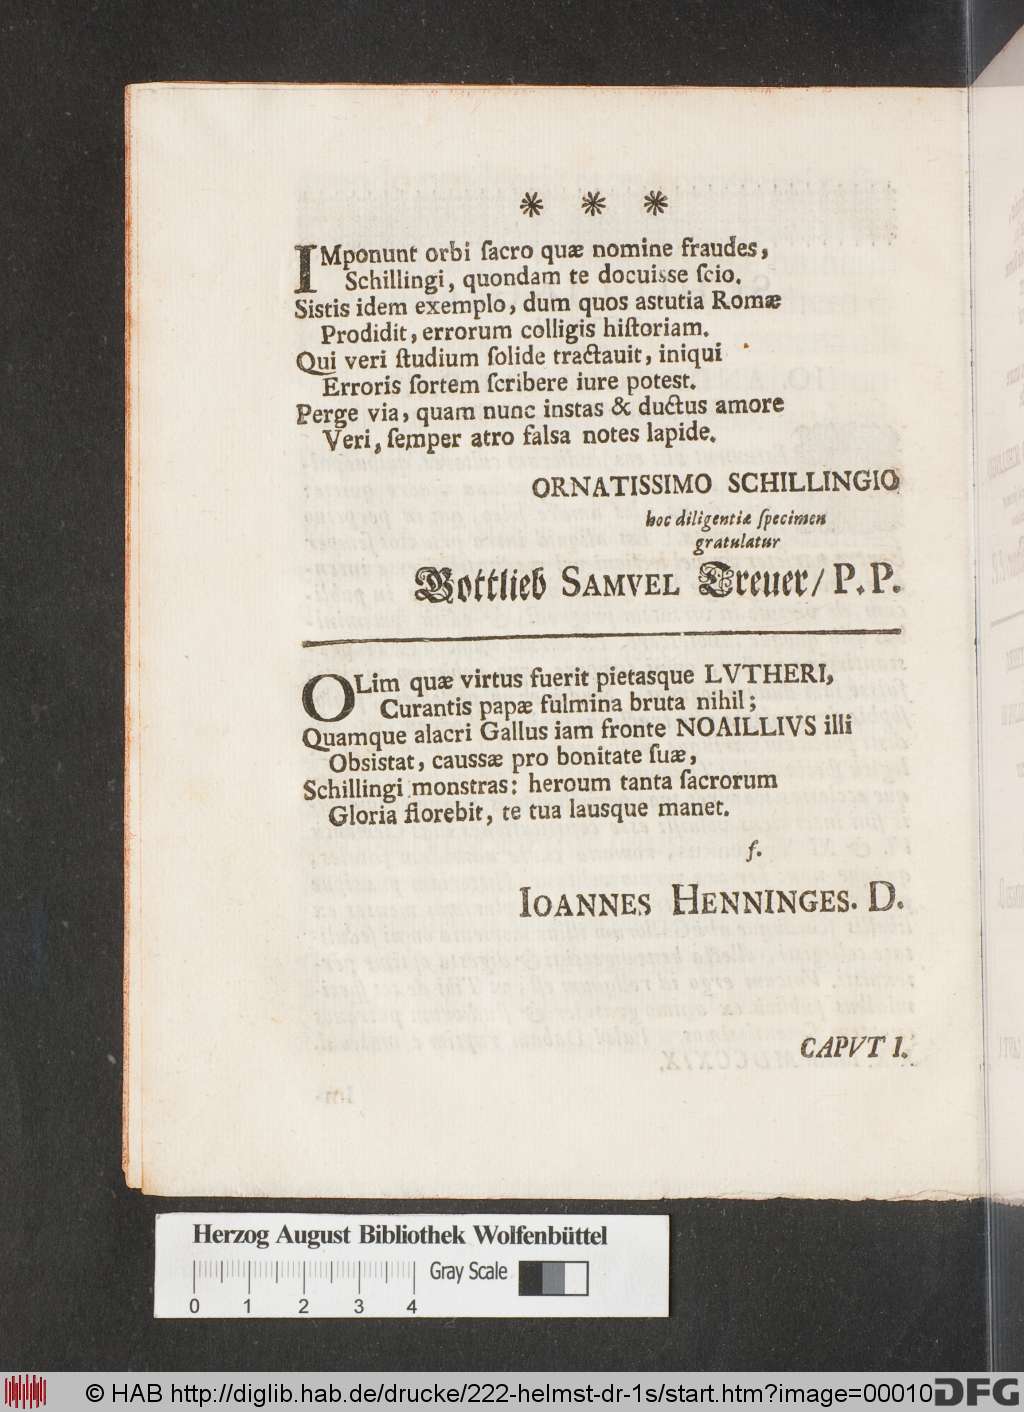 * * *
IMponunt orbi ſacro quæ nomine fraudes,
Schillingi, quondam te docuisse ſcio.
Sistis idem exemplo, dum quos astutia Romæ
Prodidit, errorum colligis hiſtoriam.
Qui veri ſtudium ſolide tractauit, iniqui
Erroris ſortem ſcribere iure potest.
Perge via, quam nunc instas & ductus amore
Veri, ſemper atro falsa notes lapide.
ORNATISSIMO SCHILLINGIO
hoc diligentiæ ſpecimen
gratulatur
Gottlieb SAMVEL Treuer/ P. P.
OLim quæ virtus fuerit pietasque LVTHERI,
Curantis papæ fulmina bruta nihil;
Quamque alacri Gallus iam fronte NOAILLIVS illi
Obsistat, caussæ pro bonitate ſuæ,
Schillingi monstras: heroum tanta ſacrorum
Gloria florebit, te tua lausque manet.
ſ.
IOANNES HENNINGES. D.
CAPVT I.
Herzog August Bibliothek Wolfenbüttel
Gray Scale
0 1 2 3 4
© HAB http://diglib.hab.de/drucke/222-helmst-dr-1s/start.htm?image=00010
DFG